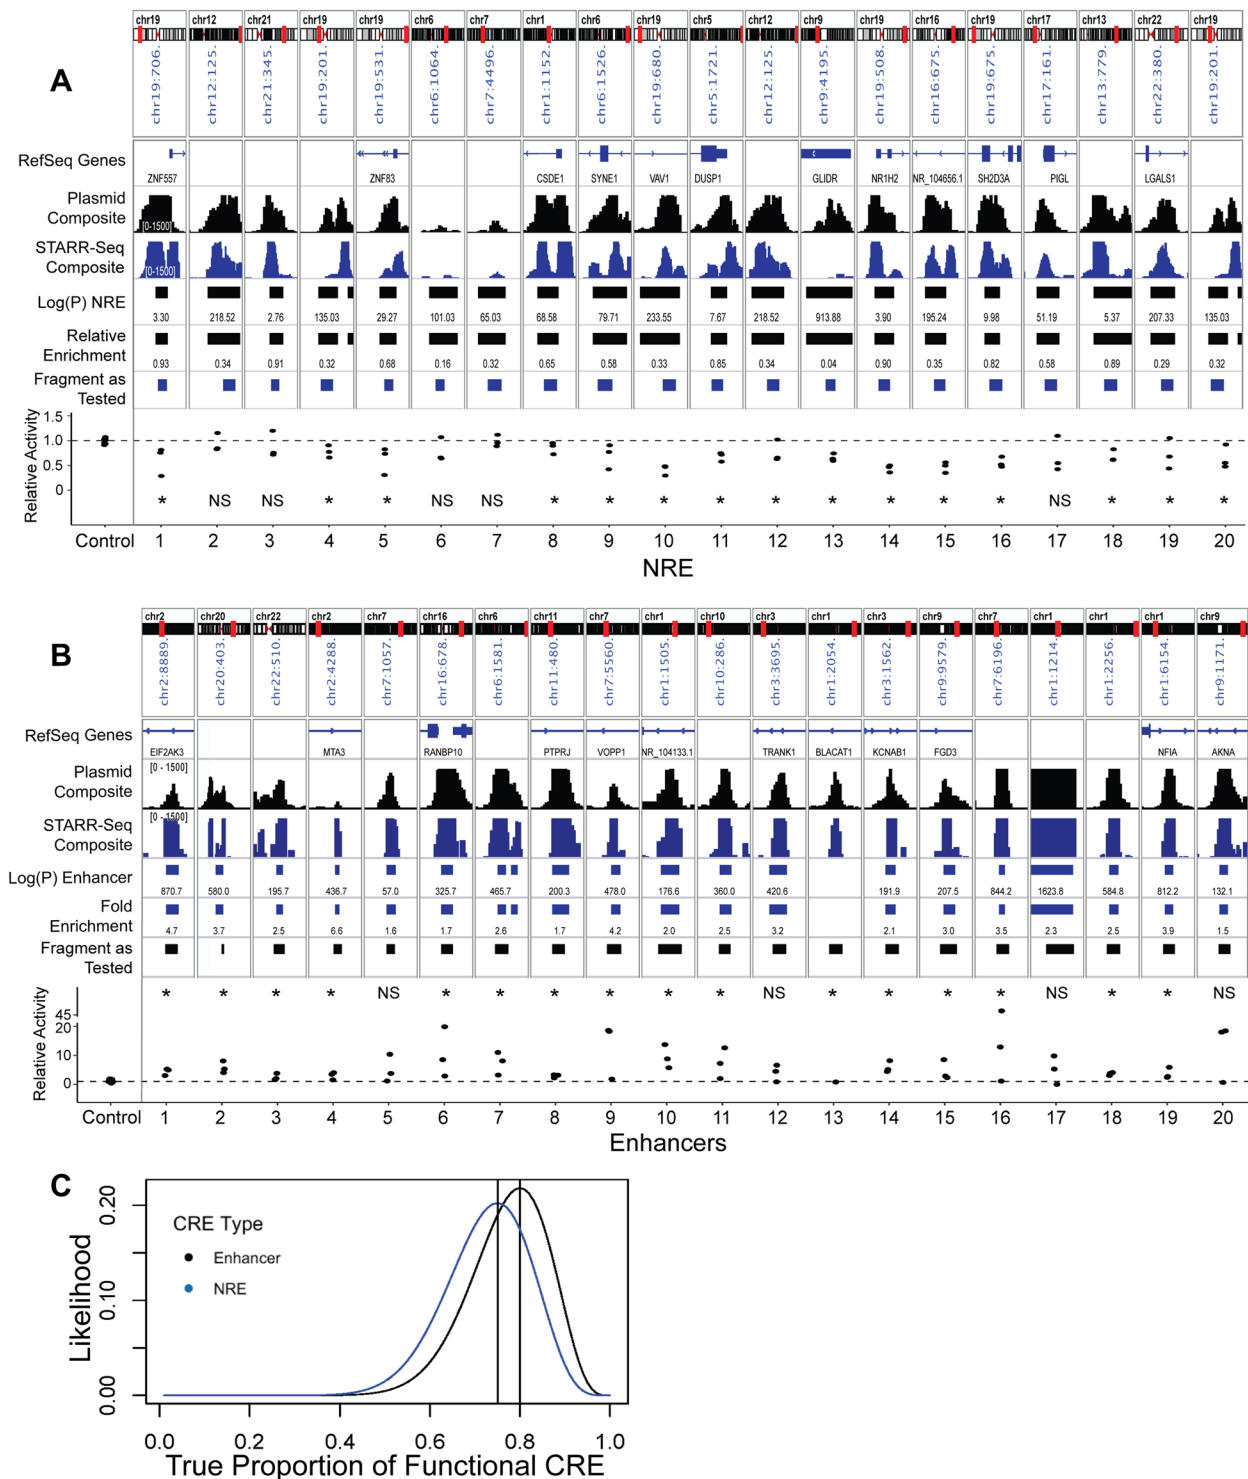 chr19 chr12 chr21 chr19 chr19 chr6 chr7 chr1 chr6 chr19 chr5 chr12 chr9 chr19 chr16 chr19 chr17 chr13 chr22 chr19
A
chr19:706. chr12:125. chr21:345. chr19:201. chr19:531. chr6:1064. chr7:4496. chr1:1152. chr6:1526. chr19:680. chr5:1721. chr12:125. chr9:4195. chr19:508. chr16:675. chr19:675. chr17:161. chr13:779. chr22:380. chr19:201.
RefSeq Genes
ZNF557 ZNF83 CSDE1 SYNE1 VAV1 DUSP1 GLIDR NR1H2 NR_104656.1 SH2D3A PIGL LGALS1
Plasmid
Composite
[0-1500]
STARR-Seq
Composite
[0-1500]
Log(P) NRE
3.30 218.52 2.76 135.03 29.27 101.03 65.03 68.58 79.71 233.55 7.67 218.52 913.88 3.90 195.24 9.98 51.19 5.37 207.33 135.03
Relative
Enrichment
0.93 0.34 0.91 0.32 0.68 0.16 0.32 0.65 0.58 0.33 0.85 0.34 0.04 0.90 0.35 0.82 0.58 0.89 0.29 0.32
Fragment as
Tested
Relative Activity
1.5
1.0
0.5
0
* NS NS * * NS NS * * * * * * * * * NS * * *
Control 1 2 3 4 5 6 7 8 9 10 11 12 13 14 15 16 17 18 19 20
NRE
chr2 chr20 chr22 chr2 chr7 chr16 chr6 chr11 chr7 chr1 chr10 chr3 chr1 chr3 chr9 chr7 chr1 chr1 chr1 chr9
B
chr2:8889. chr20:403. chr22:510. chr2:4288. chr7:1057. chr16:678. chr6:1581. chr11:480. chr7:5560. chr1:1505. chr10:286. chr3:3695. chr1:2054. chr3:1562. chr9:9579. chr7:6196. chr1:1214. chr1:2256. chr1:6154. chr9:1171.
RefSeq Genes
EIF2AK3 MTA3 RANBP10 PTPRJ VOPP1 NR_104133.1 TRANK1 BLACAT1 KCNAB1 FGD3 NFIA AKNA
Plasmid
Composite
[0 - 1500]
STARR-Seq
Composite
[0 - 1500]
Log(P) Enhancer
870.7 580.0 195.7 436.7 57.0 325.7 465.7 200.3 478.0 176.6 360.0 420.6 191.9 207.5 844.2 1623.8 584.8 812.2 132.1
Fold
Enrichment
4.7 3.7 2.5 6.6 1.6 1.7 2.6 1.7 4.2 2.0 2.5 3.2 2.1 3.0 3.5 2.3 2.5 3.9 1.5
Fragment as
Tested
* * * * NS * * * * * * NS * * * * NS * * NS
Relative Activity
45
20
10
0
Control 1 2 3 4 5 6 7 8 9 10 11 12 13 14 15 16 17 18 19 20
Enhancers
C
Likelihood
0.20
0.10
0.00
CRE Type
Enhancer
NRE
0.0 0.2 0.4 0.6 0.8 1.0
True Proportion of Functional CRE